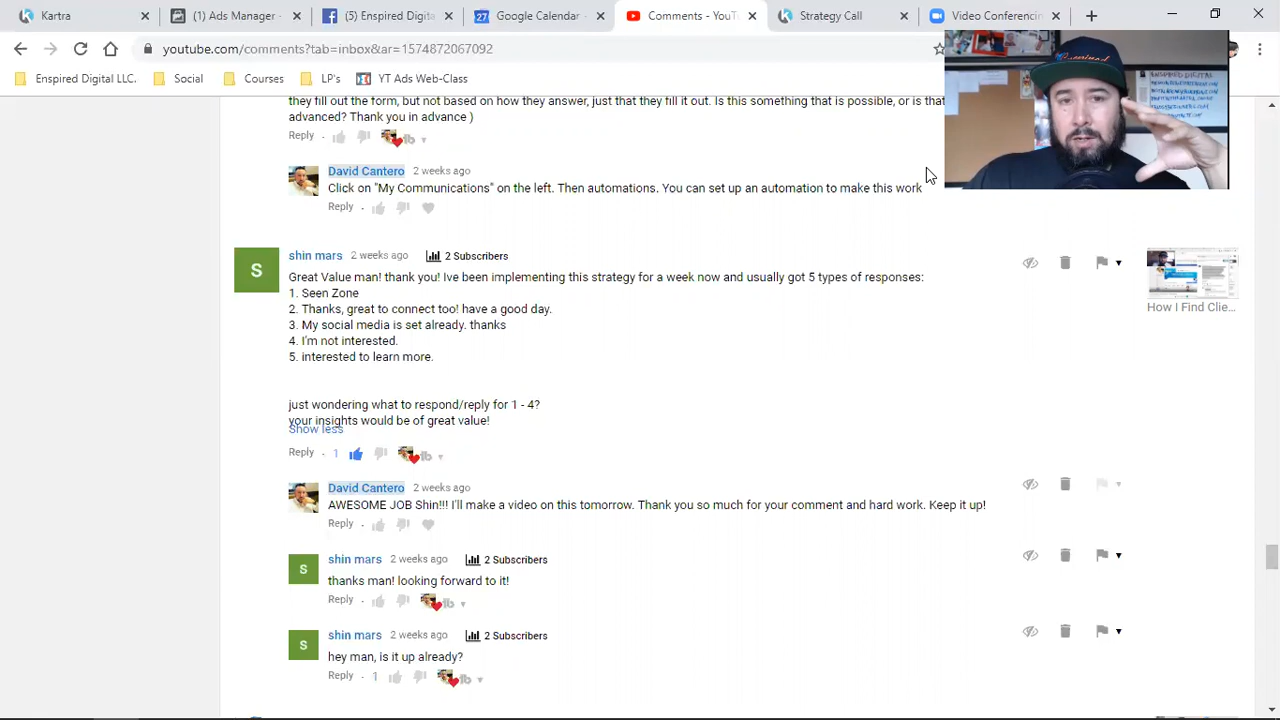 Kartra
(4) Ads Manager -
(5) Enspired Digita
Google Calendar -
Comments - YouT
Strategy Call
Video Conferencin
27
youtube.com/
?tab=inbox&ar=1574872067092
Enspired Digital LLC.
Social
LP's
YT
Web-Class
ENSPIRED DIGITAL
they fill out the form, but not based on how they answer, just that they fill it out. Is this something that is possible
advanced? Thank you in advance
Reply
David Cantero 2 weeks ago
Click on "My Communications" on the left. Then automations. You can set up an automation to make this work
Reply
S
shin mars 2 weeks ago 2 Subscribers
Great Value as is! thank you! Ive been implementing this strategy for a week now and usually got 5 types of responses:
1. Seen Zone
2. Thanks, great to connect too! have a good day.
3. My social media is set already. thanks
4. I'm not interested.
5. interested to learn more.
How I Find Clie...
just wondering what to respond/reply for 1 - 4?
your insights would be of great value!
Show less
Reply 1
David Cantero 2 weeks ago
AWESOME JOB Shin!!! I'll make a video on this tomorrow. Thank you so much for your comment and hard work. Keep it up!
Reply
S
shin mars 2 weeks ago 2 Subscribers
thanks man! looking forward to it!
Reply
S
shin mars 2 weeks ago 2 Subscribers
hey man, is it up already?
Reply 1